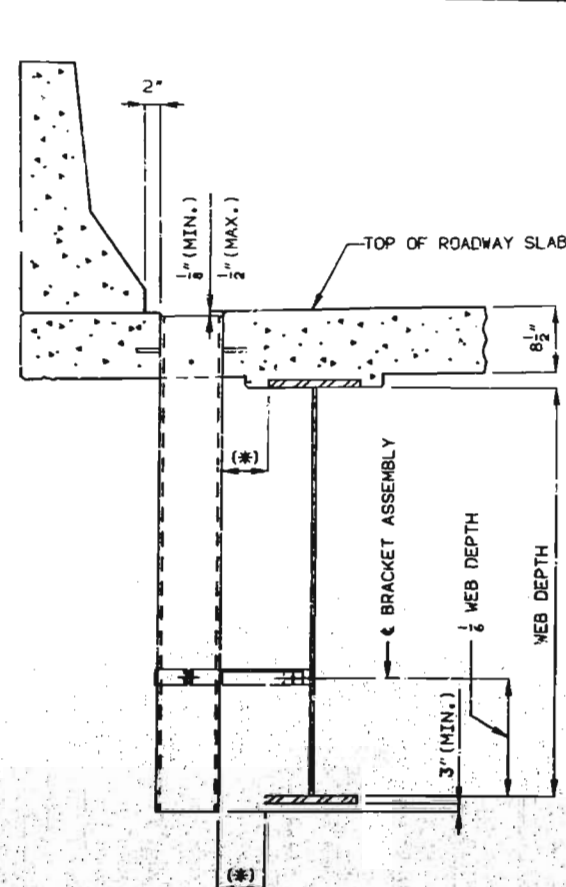 2"
1/8" (MIN.)
1/2" (MAX.)
TOP OF ROADWAY SLAB
8 1/2"
(*)
℄ BRACKET ASSEMBLY
1/6 WEB DEPTH
WEB DEPTH
3" (MIN.)
(*)